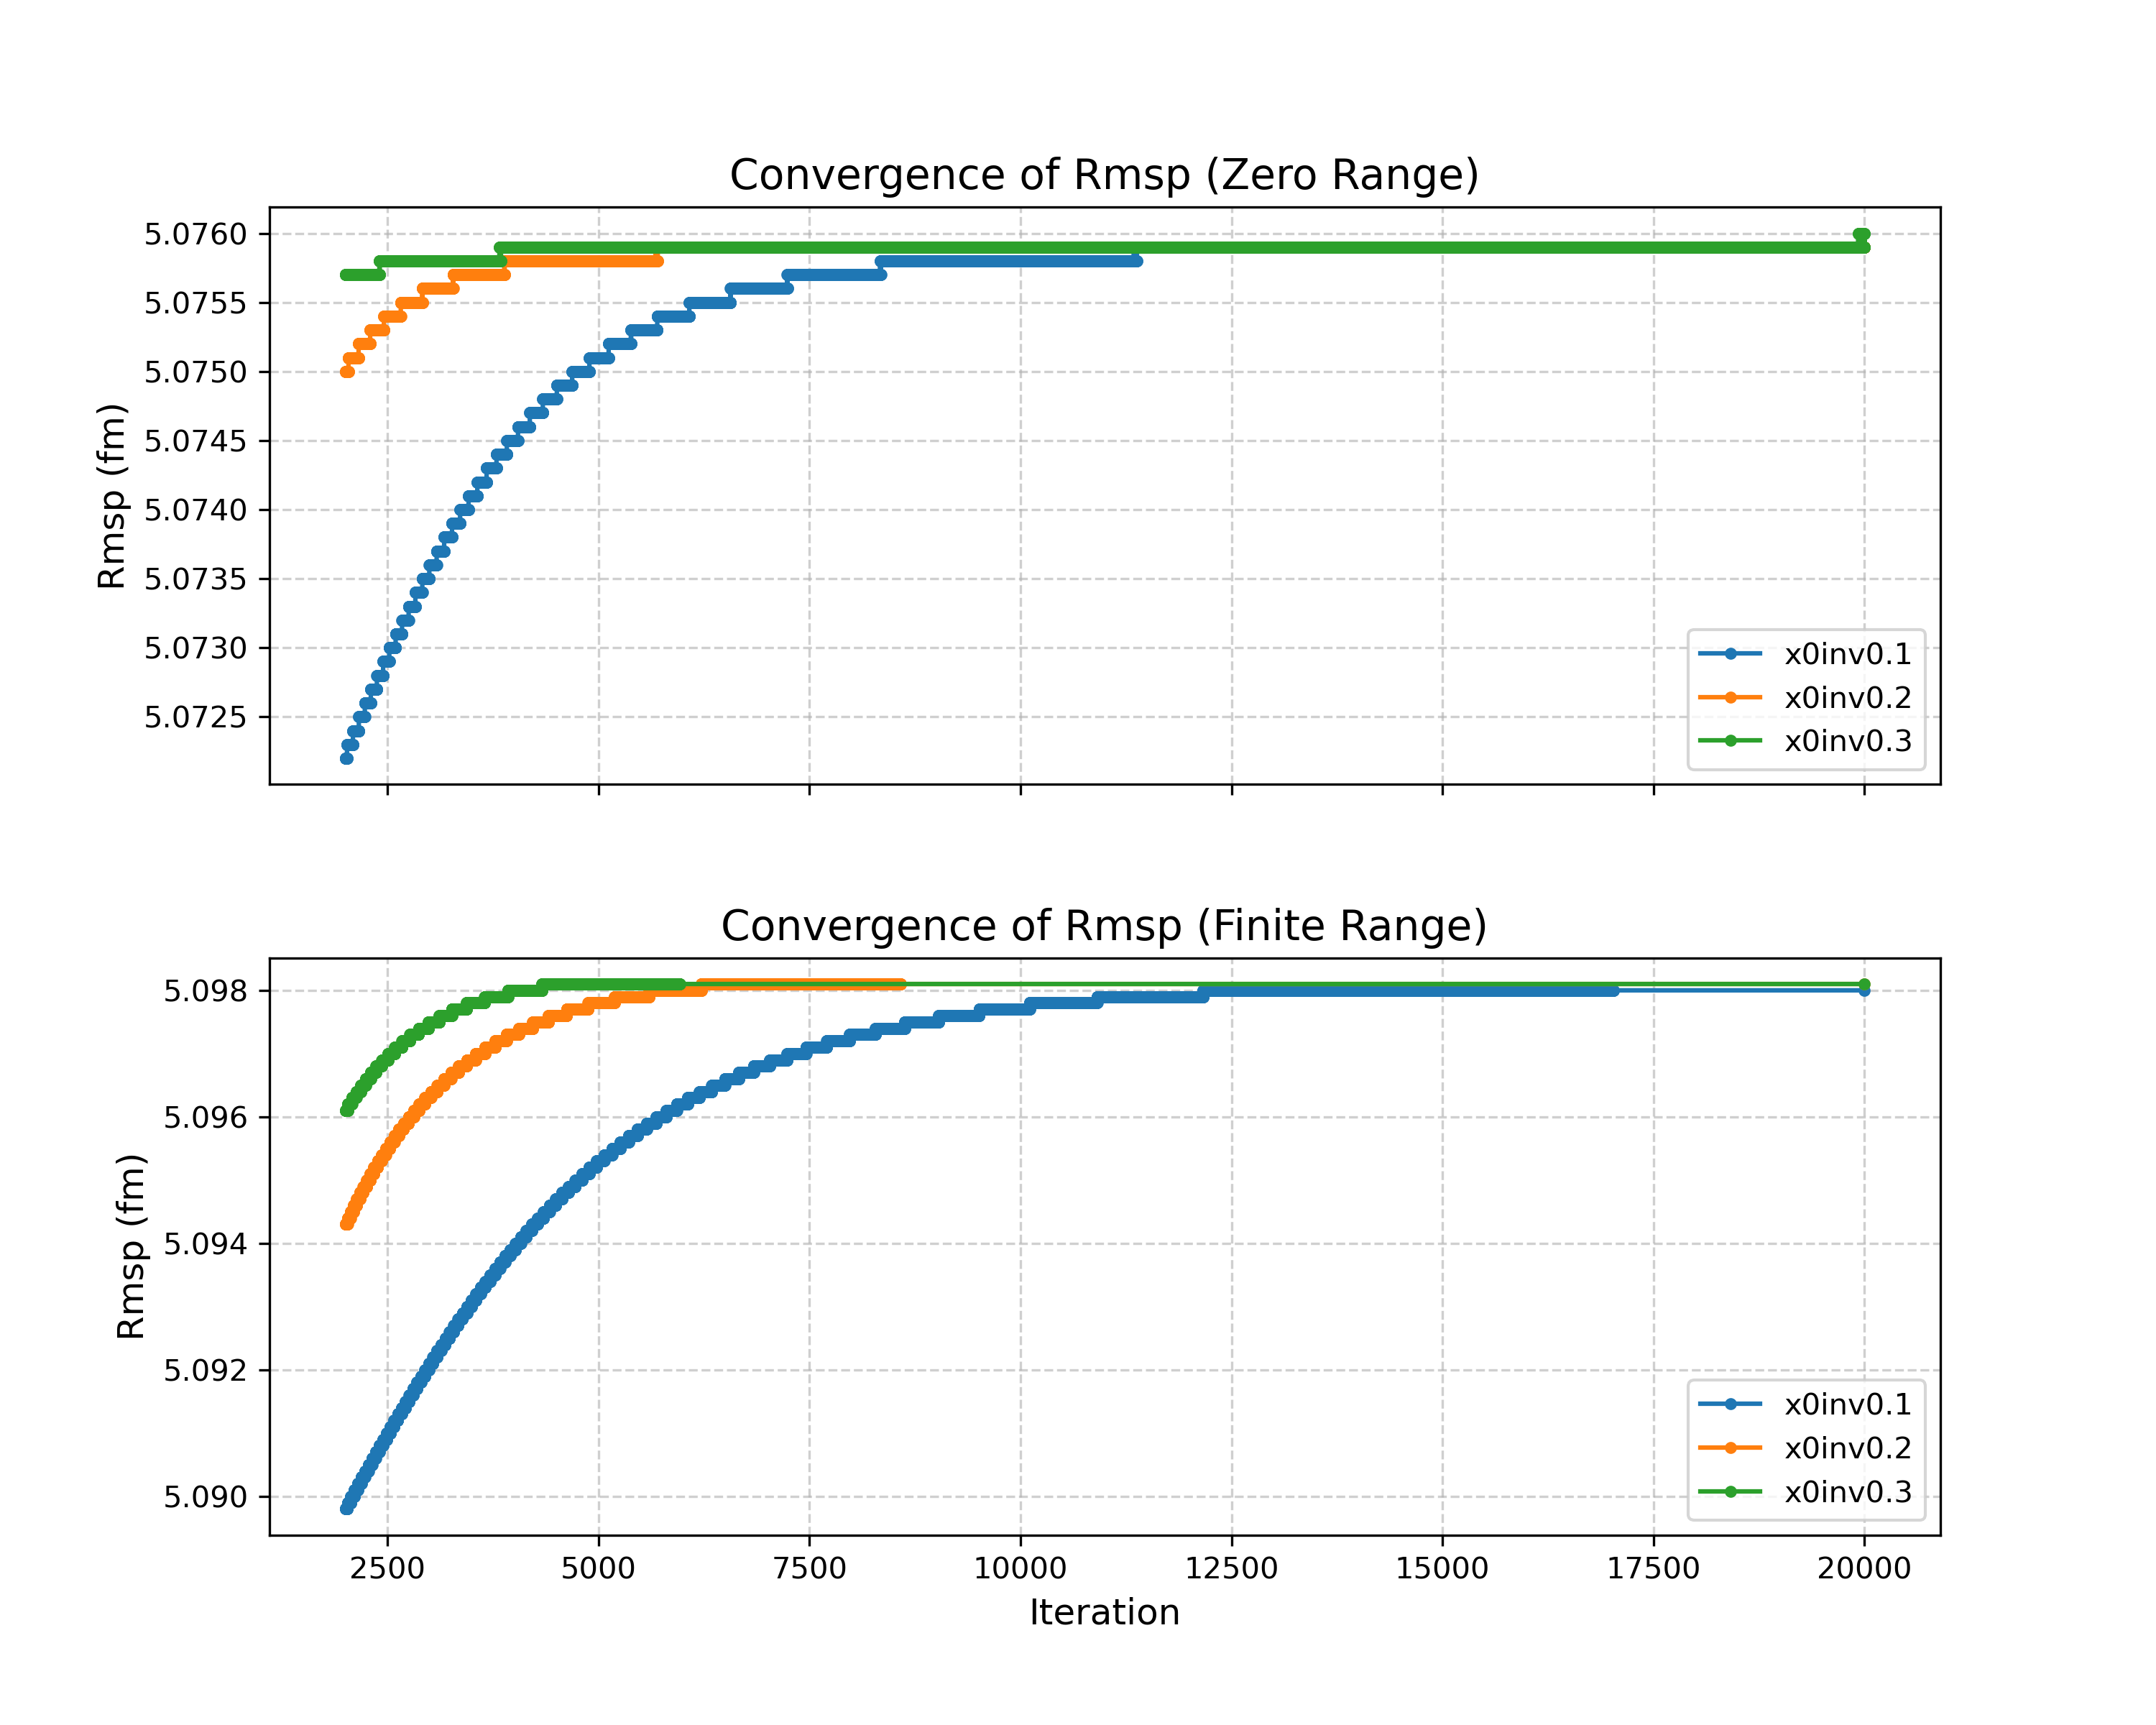 Convergence of Rmsp (Zero Range)
Rmsp (fm)
5.0760
5.0755
5.0750
5.0745
5.0740
5.0735
5.0730
5.0725
x0inv0.1
x0inv0.2
x0inv0.3
Convergence of Rmsp (Finite Range)
Rmsp (fm)
5.098
5.096
5.094
5.092
5.090
x0inv0.1
x0inv0.2
x0inv0.3
2500 5000 7500 10000 12500 15000 17500 20000
Iteration